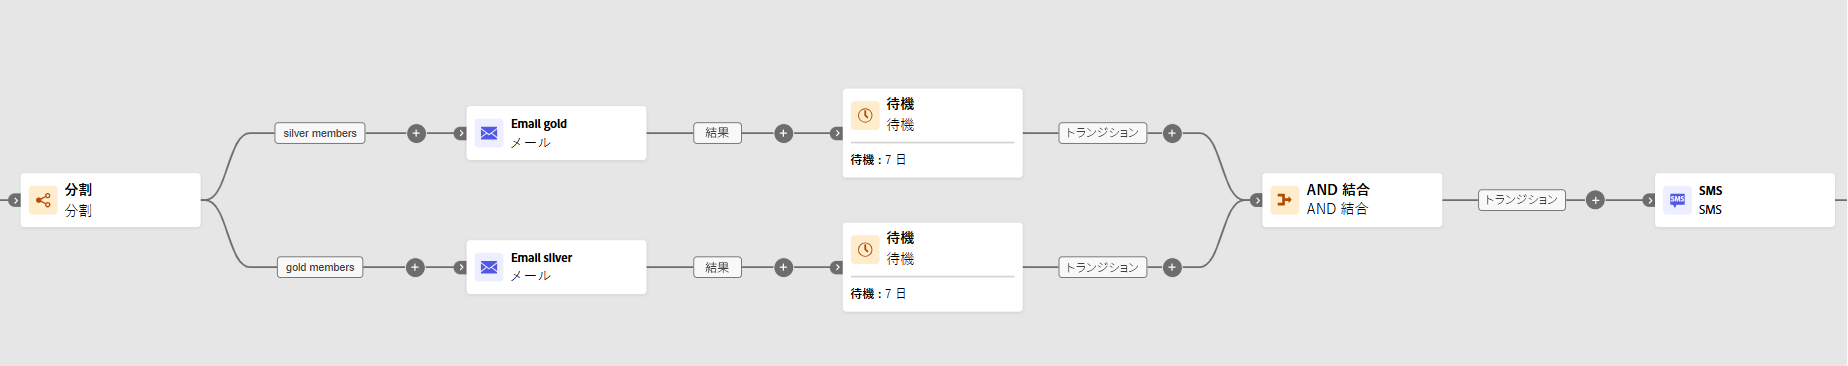 分割
分割
silver members
Email gold
メール
結果
待機
待機
待機 : 7 日
トランジション
gold members
Email silver
メール
結果
待機
待機
待機 : 7 日
トランジション
AND 結合
AND 結合
トランジション
SMS
SMS
SMS